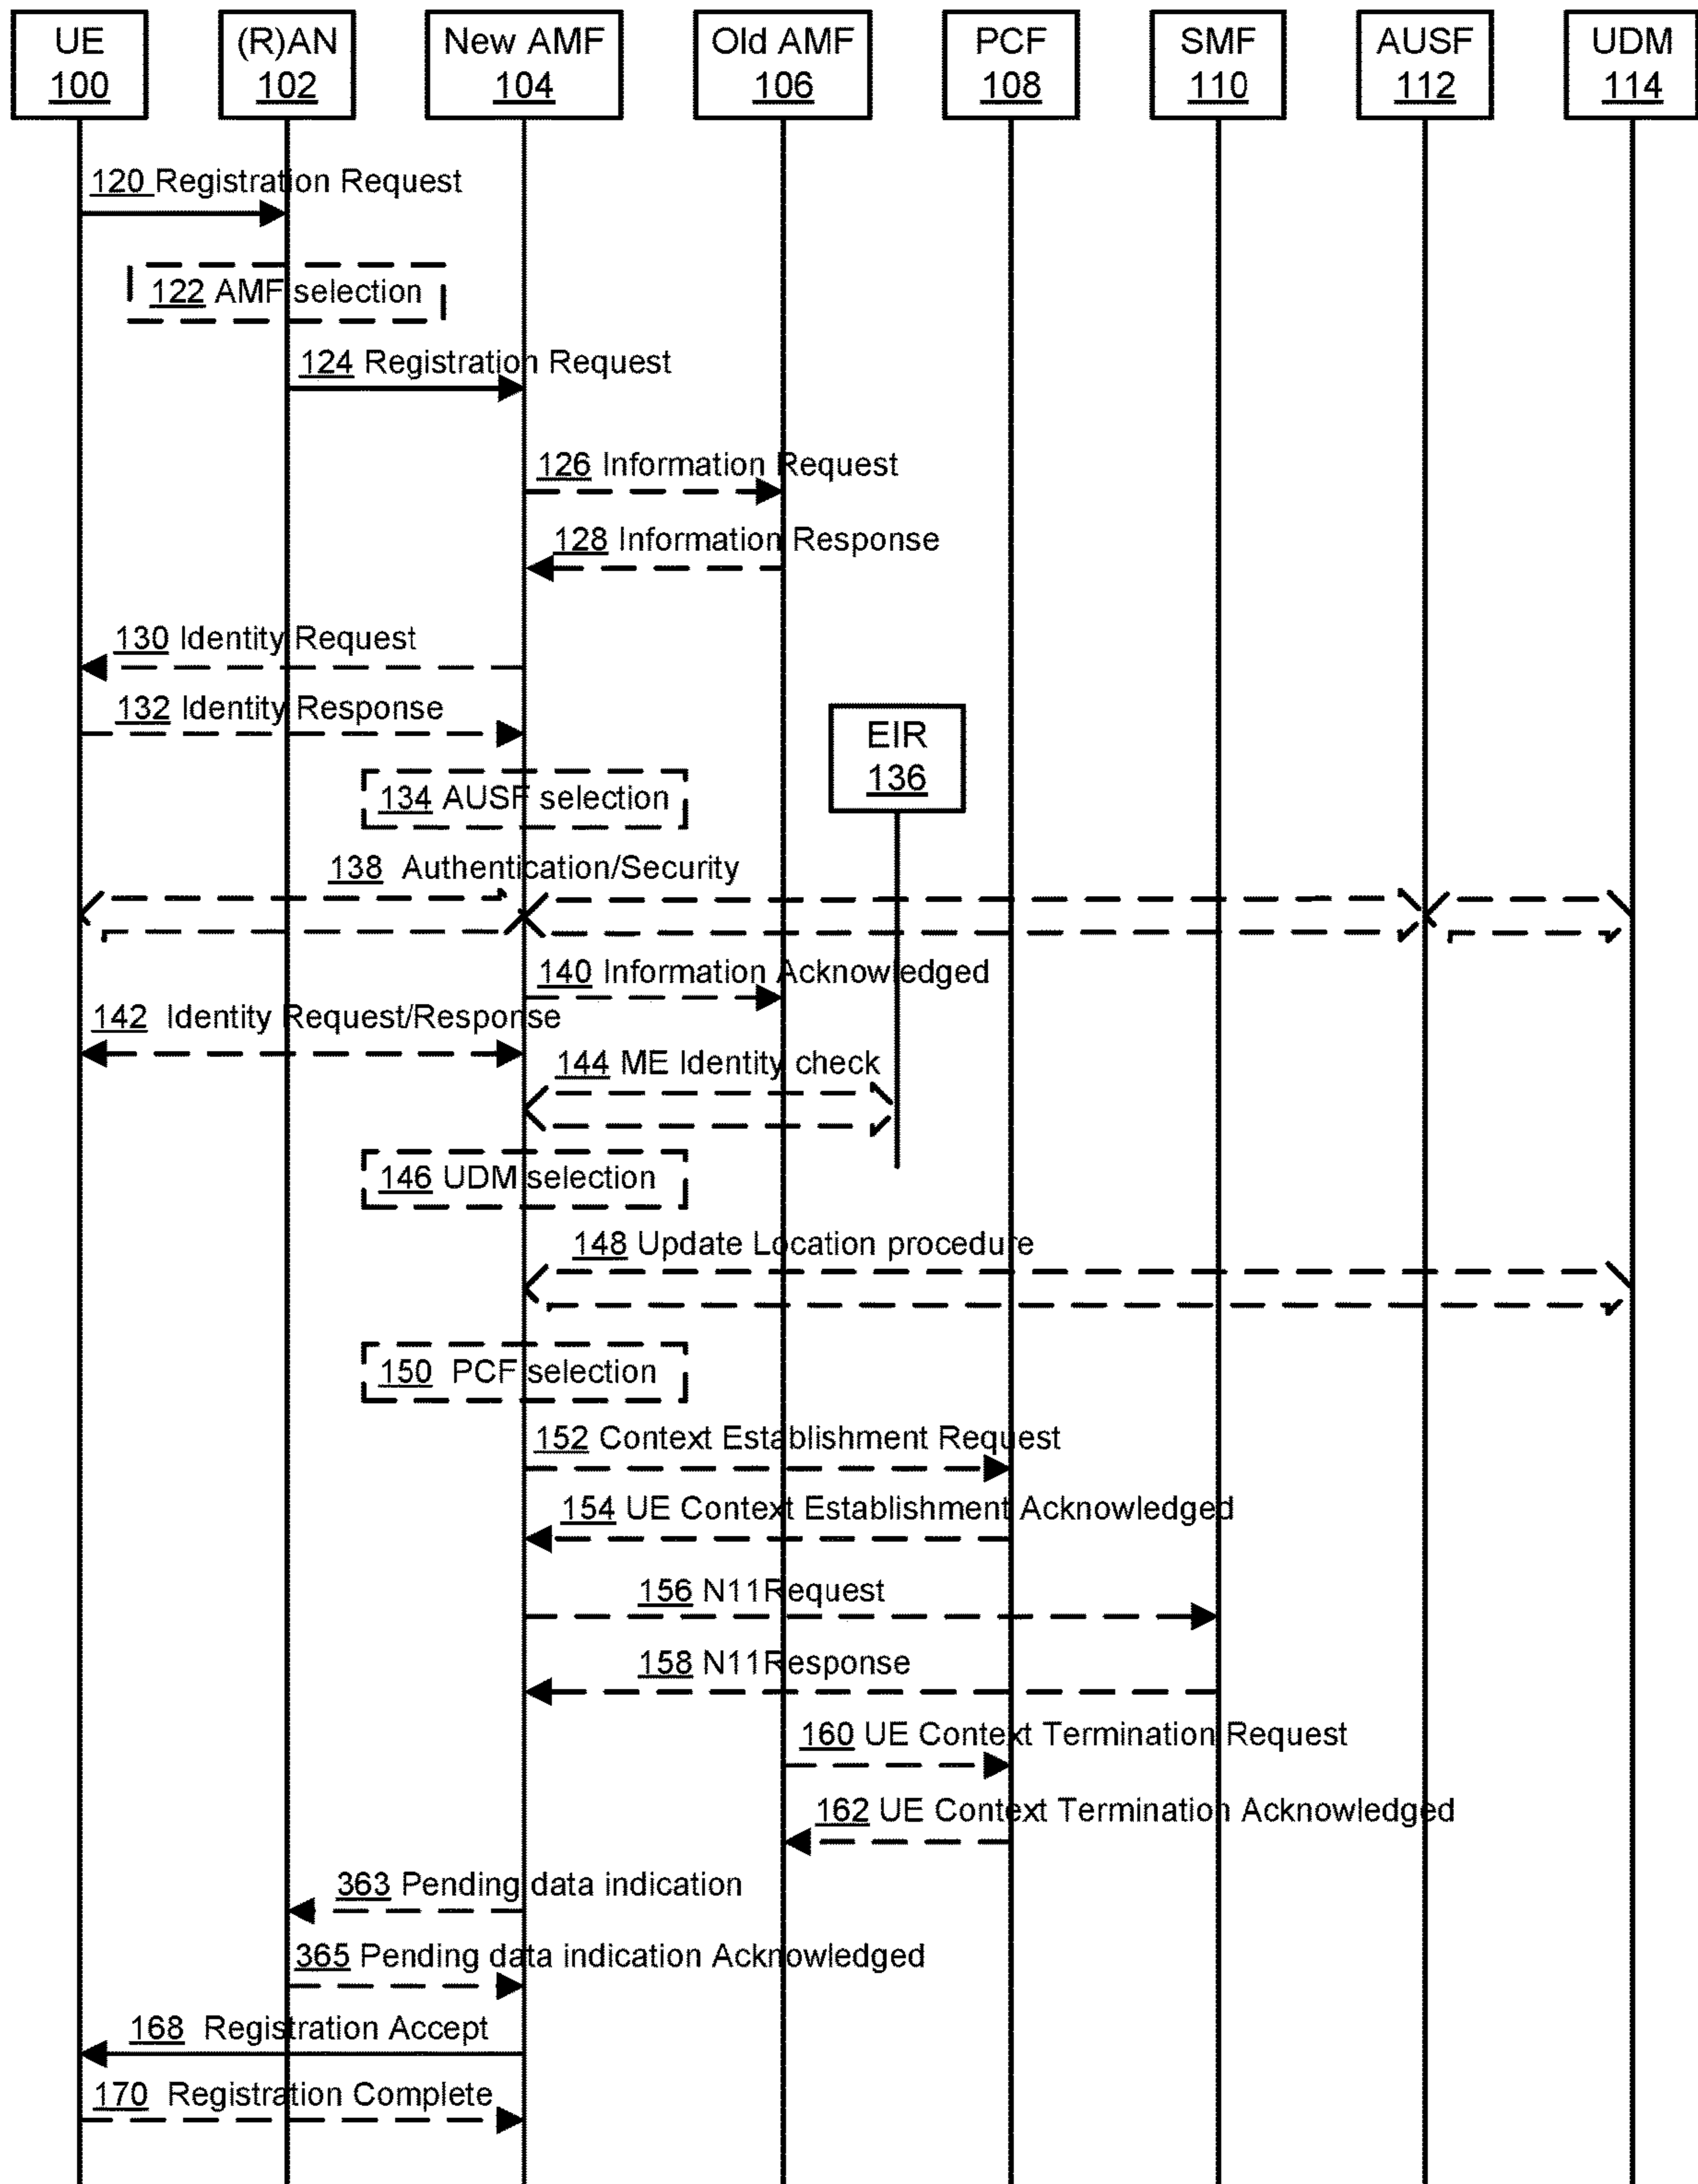 UE
100
(R)AN
102
New AMF
104
Old AMF
106
PCF
108
SMF
110
AUSF
112
UDM
114
120 Registration Request
122 AMF selection
124 Registration Request
126 Information Request
128 Information Response
130 Identity Request
132 Identity Response
EIR
136
134 AUSF selection
138 Authentication/Security
140 Information Acknowledged
142 Identity Request/Response
144 ME Identity check
146 UDM selection
148 Update Location procedure
150 PCF selection
152 Context Establishment Request
154 UE Context Establishment Acknowledged
156 N11Request
158 N11Response
160 UE Context Termination Request
162 UE Context Termination Acknowledged
363 Pending data indication
365 Pending data indication Acknowledged
168 Registration Accept
170 Registration Complete